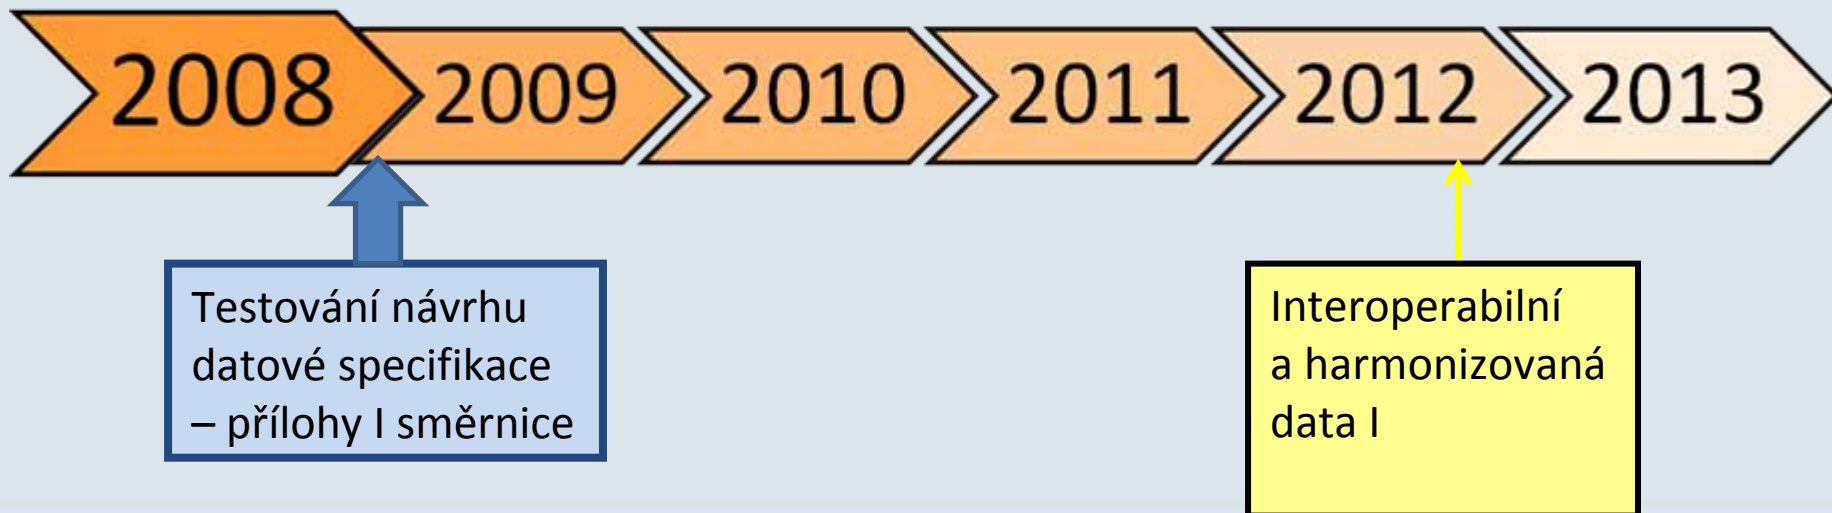 2008 2009 2010 2011 2012 2013
Testování návrhu
datové specifikace
– přílohy I směrnice
Interoperabilní
a harmonizovaná
data I